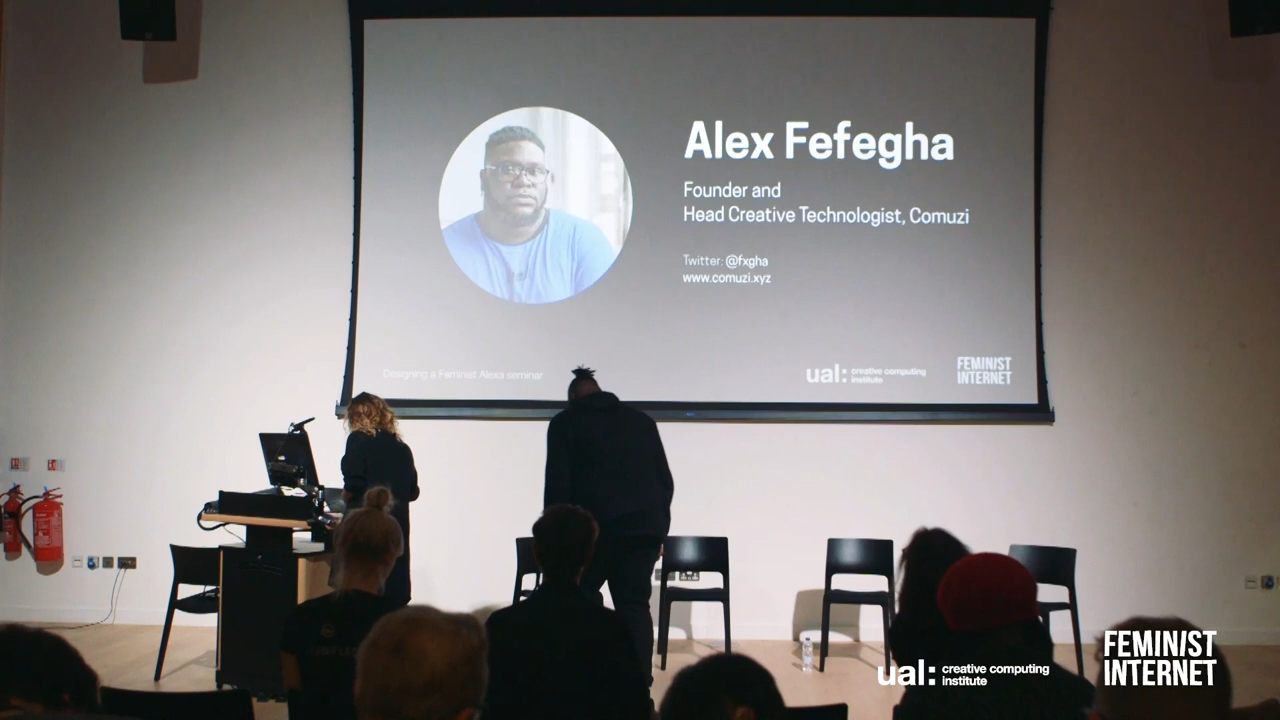 Alex Fefegha
Founder and
Head Creative Technologist, Comuzi
Twitter: @fxgha
www.comuzi.xyz
Designing a Feminist Alexa seminar
ual: creative computing
institute
FEMINIST
INTERNET
ual: creative computing
institute
FEMINIST
INTERNET